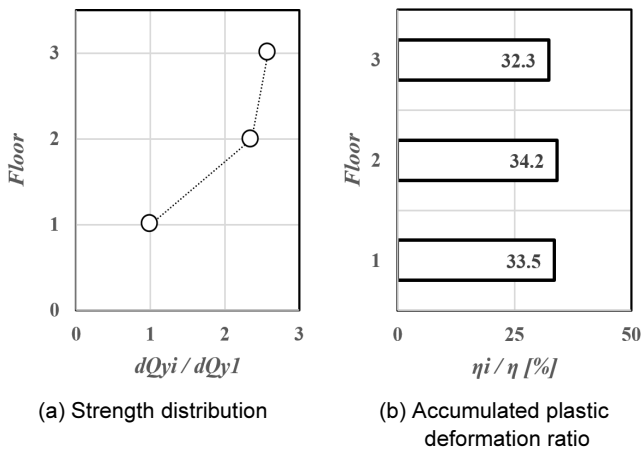 3
2
1
0
Floor
0
1
2
3
dQyi / dQy1
(a) Strength distribution
3
2
1
Floor
32.3
34.2
33.5
0
25
50
ηi / η [%]
(b) Accumulated plastic
deformation ratio